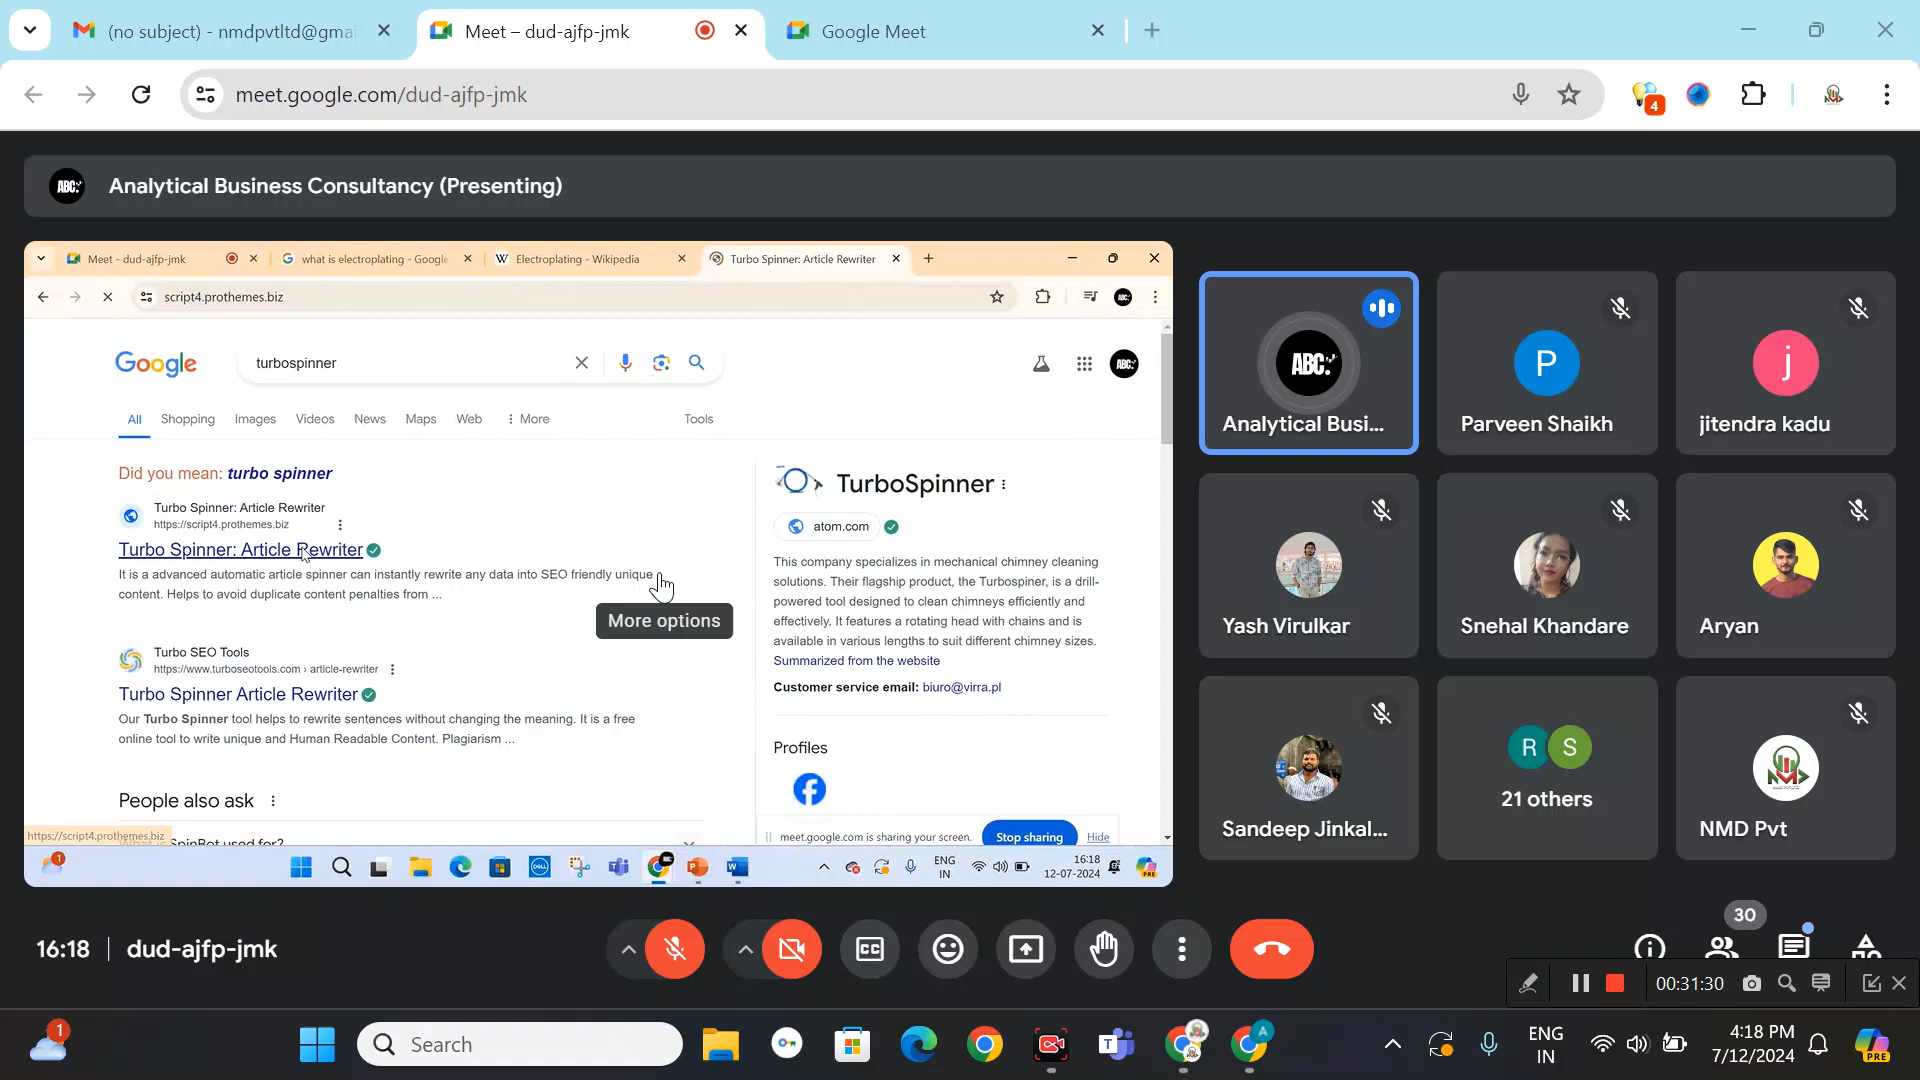 (no subject) - nmdpvtltd@gmai
Meet – dud-ajfp-jmk
Google Meet
meet.google.com/dud-ajfp-jmk
4
ABC
Analytical Business Consultancy (Presenting)
Meet - dud-ajfp-jmk
what is electroplating - Google
Electroplating - Wikipedia
Turbo Spinner: Article Rewriter
script4.prothemes.biz
Google
turbospinner
All
Shopping
Images
Videos
News
Maps
Web
More
Tools
Did you mean: turbo spinner
Turbo Spinner: Article Rewriter
https://script4.prothemes.biz
Turbo Spinner: Article Rewriter
It is a advanced automatic article spinner can instantly rewrite any data into SEO friendly unique
content. Helps to avoid duplicate content penalties from ...
More options
Turbo SEO Tools
https://www.turboseotools.com › article-rewriter
Turbo Spinner Article Rewriter
Our Turbo Spinner tool helps to rewrite sentences without changing the meaning. It is a free
online tool to write unique and Human Readable Content. Plagiarism ...
People also ask
https://script4.prothemes.biz
SpinBot used for?
TurboSpinner
atom.com
This company specializes in mechanical chimney cleaning
solutions. Their flagship product, the Turbospiner, is a drill-
powered tool designed to clean chimneys efficiently and
effectively. It features a rotating head with chains and is
available in various lengths to suit different chimney sizes.
Summarized from the website
Customer service email: biuro@virra.pl
Profiles
meet.google.com is sharing your screen.
Stop sharing
Hide
1
ENG
IN
16:18
12-07-2024
PRE
ABC
Analytical Busi...
P
Parveen Shaikh
j
jitendra kadu
Yash Virulkar
Snehal Khandare
Aryan
Sandeep Jinkal...
R
S
21 others
NMD Pvt
16:18
dud-ajfp-jmk
30
00:31:30
1
Search
A
ENG
IN
4:18 PM
7/12/2024
PRE